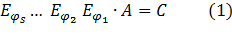 E_{φ_S} … E_{φ_2} E_{φ_1} · A = C (1)